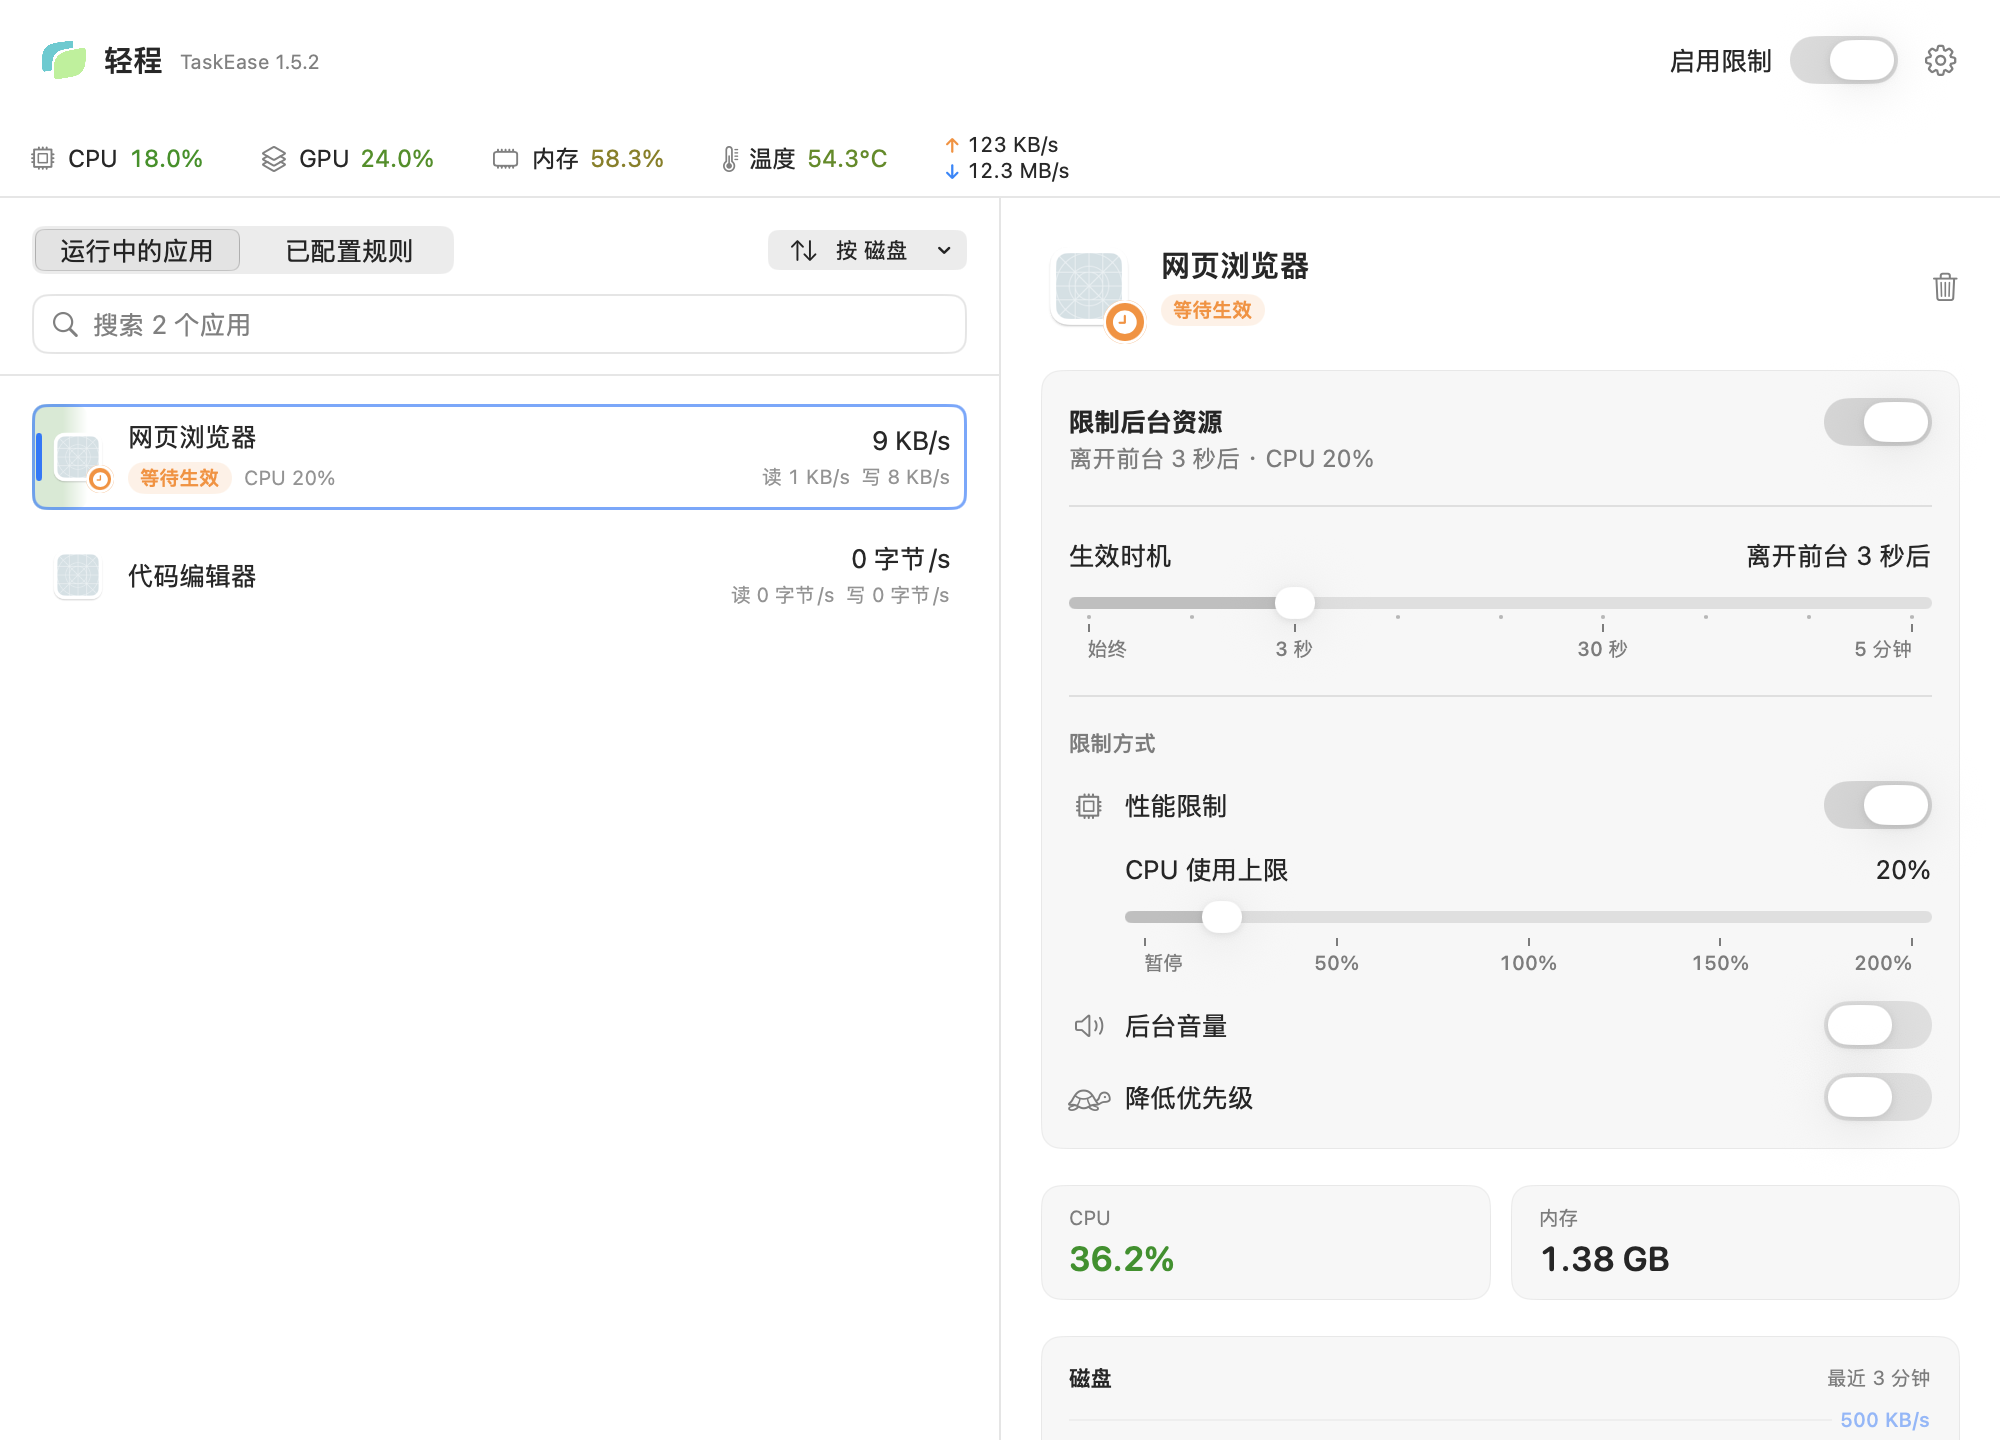 轻程 TaskEase 1.5.2
启用限制
CPU 18.0% GPU 24.0% 内存 58.3% 温度 54.3°C
↑ 123 KB/s
↓ 12.3 MB/s
运行中的应用 已配置规则
按 磁盘
搜索 2 个应用
网页浏览器
等待生效 CPU 20%
9 KB/s
读 1 KB/s 写 8 KB/s
代码编辑器
0 字节/s
读 0 字节/s 写 0 字节/s
网页浏览器
等待生效
限制后台资源
离开前台 3 秒后 · CPU 20%
生效时机 离开前台 3 秒后
始终 3 秒 30 秒 5 分钟
限制方式
性能限制
CPU 使用上限 20%
暂停 50% 100% 150% 200%
后台音量
降低优先级
CPU
36.2%
内存
1.38 GB
磁盘 最近 3 分钟
500 KB/s